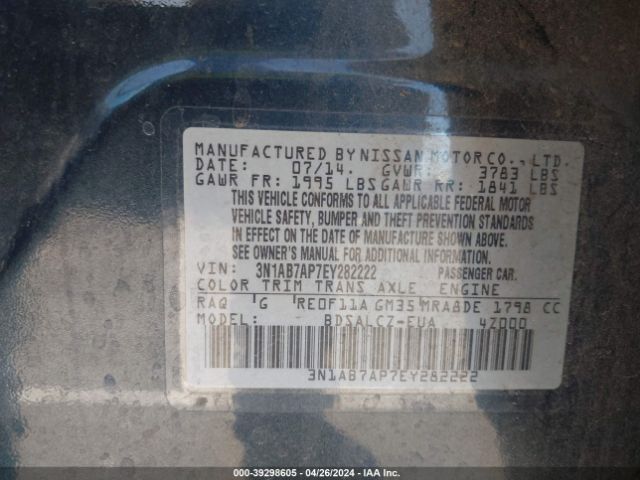 MANUFACTURED BY NISSAN MOTOR CO., LTD.
DATE: 07/14. GVWR: 3783 LBS
GAWR FR: 1995 LBS GAWR RR: 1841 LBS
THIS VEHICLE CONFORMS TO ALL APPLICABLE FEDERAL MOTOR
VEHICLE SAFETY, BUMPER AND THEFT PREVENTION STANDARDS
IN EFFECT ON THE DATE OF MANUFACTURE SHOWN ABOVE.
SEE OWNER'S MANUAL FOR ADDITIONAL INFORMATION.
VIN: 3N1AB7AP7EY282222 PASSENGER CAR.
COLOR TRIM TRANS AXLE ENGINE
RAQ G RE0F11A GM35 MRA8DE 1798 CC
MODEL BDSALCZ-EUA 4Z000
3N1AB7AP7EY282222
000-39298605 - 04/26/2024 - IAA Inc.